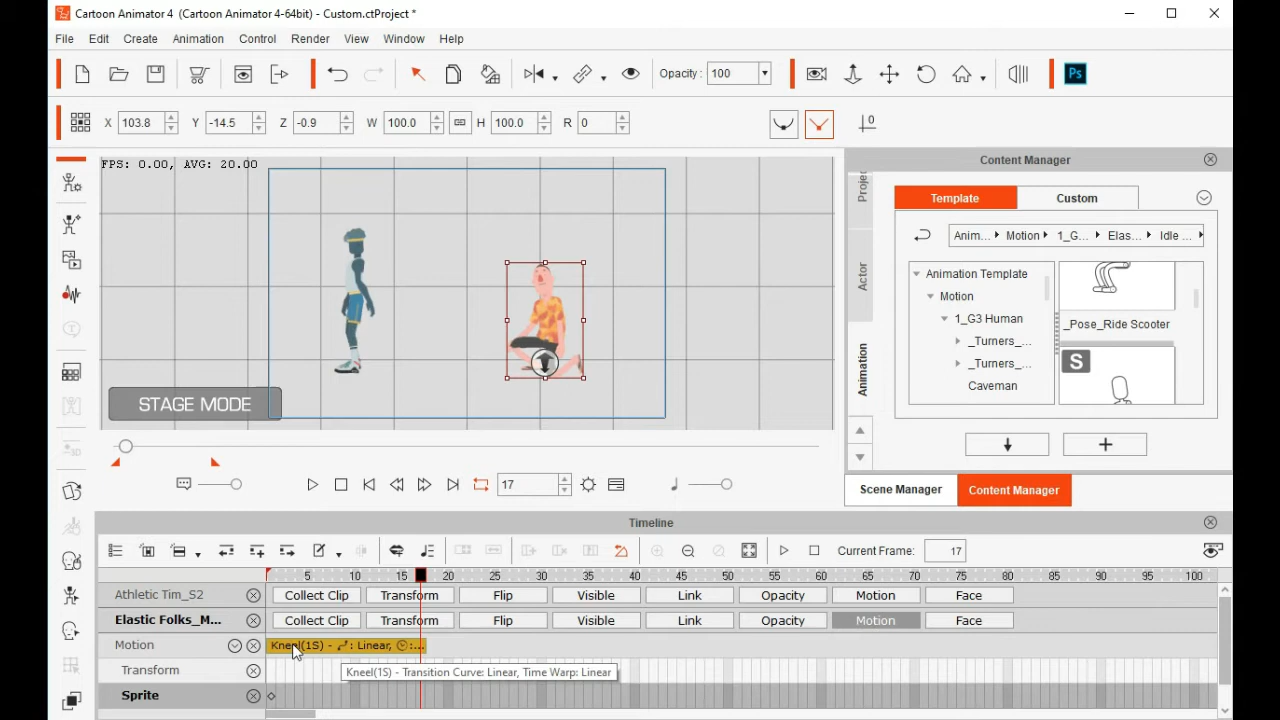 Cartoon Animator 4 (Cartoon Animator 4-64bit) - Custom.ctProject *
File Edit Create Animation Control Render View Window Help
Opacity : 100 Ps
X 103.8 Y -14.5 Z -0.9 W 100.0 H 100.0 R 0
FPS: 0.00, AVG: 20.00
STAGE MODE
Content Manager
Projec
Actor
Animation
Template Custom
Anim... Motion 1_G... Elas... Idle ...
Animation Template
Motion
1_G3 Human
_Turners_...
_Turners_...
Caveman
_Pose_Ride Scooter
S
Scene Manager Content Manager
17
Timeline
Current Frame: 17
5 10 15 20 25 30 35 40 45 50 55 60 65 70 75 80 85 90 95 100
Athletic Tim_S2 Collect Clip Transform Flip Visible Link Opacity Motion Face
Elastic Folks_M... Collect Clip Transform Flip Visible Link Opacity Motion Face
Motion Kneel(1S) - : Linear, :...
Kneel(1S) - Transition Curve: Linear, Time Warp: Linear
Transform
Sprite